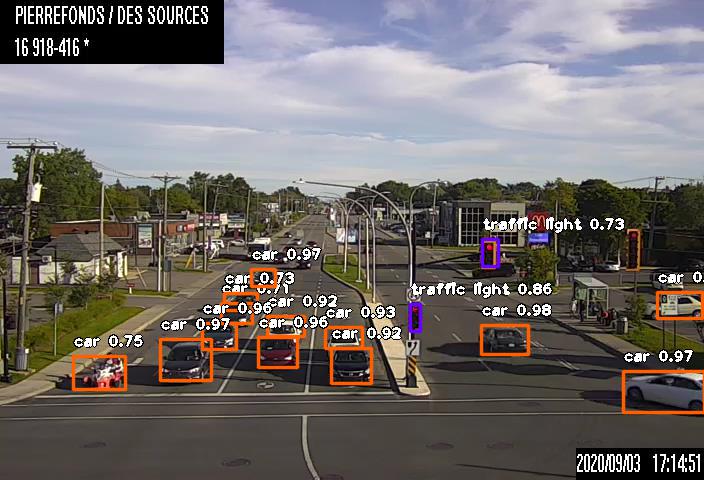 PIERREFONDS / DES SOURCES
16 918-416 *
traffic light 0.73
car 0.97
car 0.
car 0.73
traffic light 0.86
car 0.92
car 0.96
car 0.93
car 0.98
car 0.97
car 0.96
car 0.92
car 0.75
car 0.97
2020/09/03 17:14:51